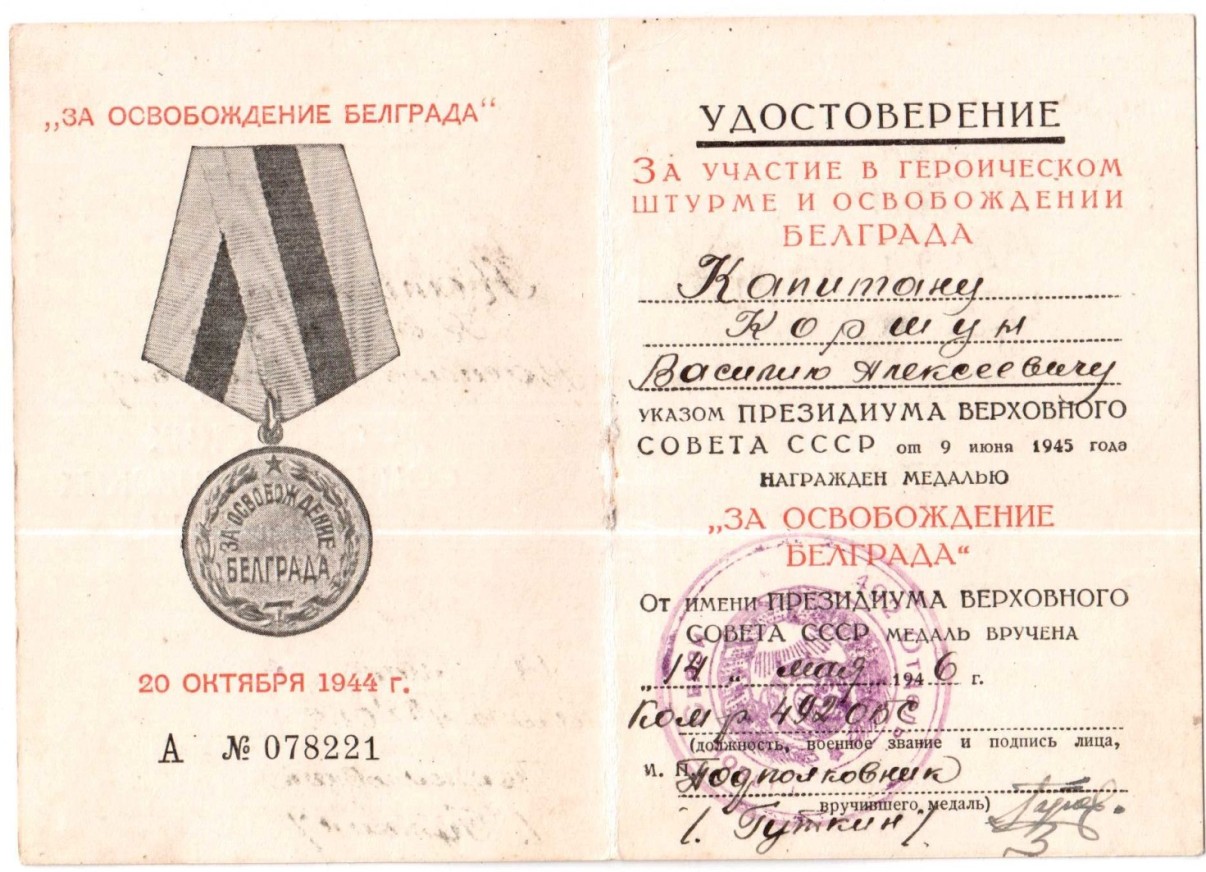 „ЗА ОСВОБОЖДЕНИЕ БЕЛГРАДА“
ЗА ОСВОБОЖДЕНИЕ
БЕЛГРАДА
20 ОКТЯБРЯ 1944 г.
А № 078221
УДОСТОВЕРЕНИЕ
ЗА УЧАСТИЕ В ГЕРОИЧЕСКОМ
ШТУРМЕ И ОСВОБОЖДЕНИИ
БЕЛГРАДА
Капитану
Коршун
Василию Алексеевичу
УКАЗОМ ПРЕЗИДИУМА ВЕРХОВНОГО
СОВЕТА СССР от 9 июня 1945 года
НАГРАЖДЕН МЕДАЛЬЮ
„ЗА ОСВОБОЖДЕНИЕ
БЕЛГРАДА“
От ИМЕНИ ПРЕЗИДИУМА ВЕРХОВНОГО
СОВЕТА СССР МЕДАЛЬ ВРУЧЕНА
„14 „ мая 1946 г.
Ком-р 492 ОБС
(должность, военное звание и подпись лица,
М. П. Подполковник
вручившего медаль)
/. Гуткин /